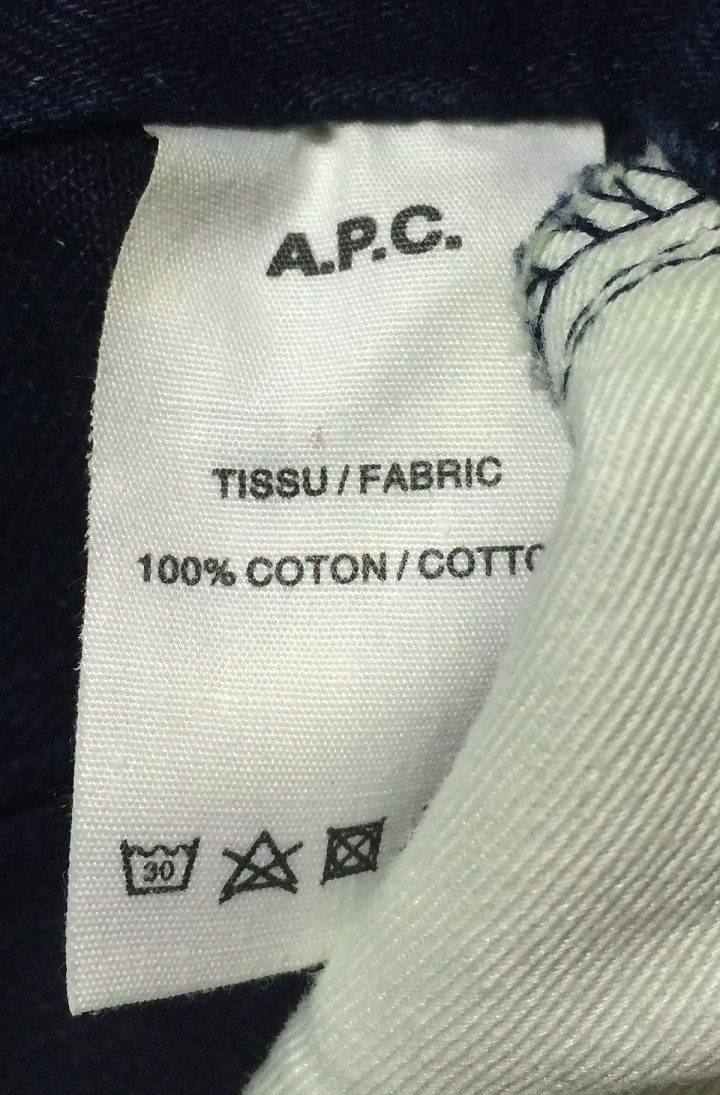 A.P.C.
TISSU / FABRIC
100% COTON / COTTO
30